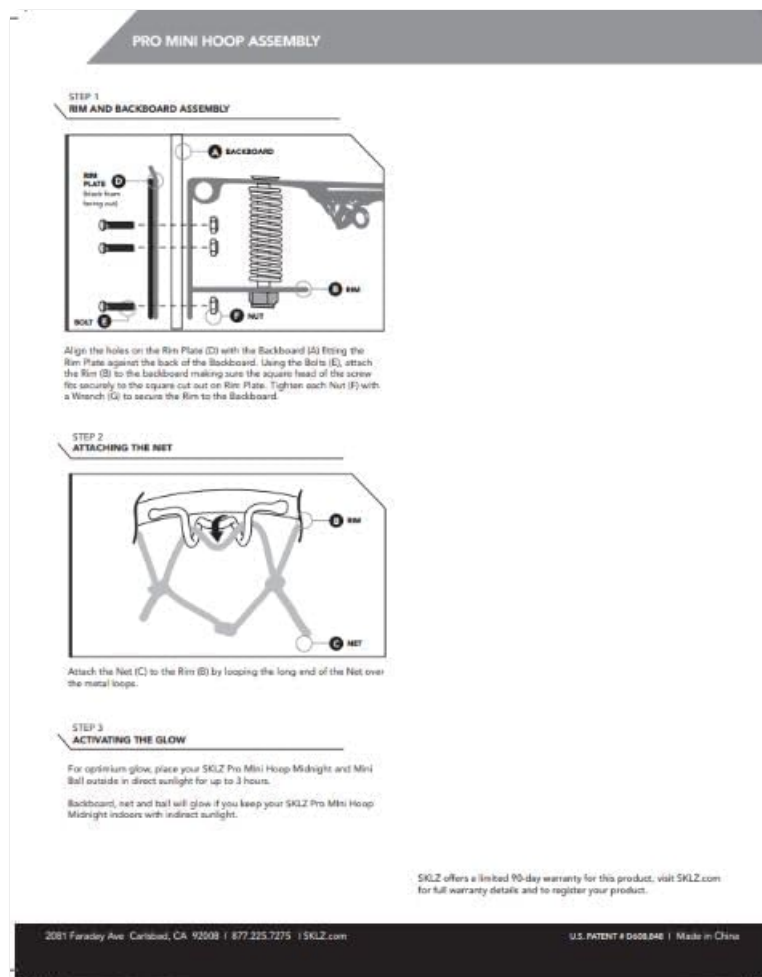 PRO MINI HOOP ASSEMBLY
STEP 1
RIM AND BACKBOARD ASSEMBLY
A BACKBOARD
RIM
PLATE D
(black foam
facing out)
B RIM
BOLT E
F NUT
Align the holes on the Rim Plate (D) with the Backboard (A) fitting the
Rim Plate against the back of the Backboard. Using the Bolts (E), attach
the Rim (B) to the backboard making sure the square head of the screw
fits securely to the square cut out on Rim Plate. Tighten each Nut (F) with
a Wrench (G) to secure the Rim to the Backboard.
STEP 2
ATTACHING THE NET
B RIM
C NET
Attach the Net (C) to the Rim (B) by looping the long end of the Net over
the metal loops.
STEP 3
ACTIVATING THE GLOW
For optimium glow, place your SKLZ Pro Mini Hoop Midnight and Mini
Ball outside in direct sunlight for up to 3 hours.
Backboard, net and ball will glow if you keep your SKLZ Pro Mini Hoop
Midnight indoors with indirect sunlight.
SKLZ offers a limited 90-day warranty for this product, visit SKLZ.com
for full warranty details and to register your product.
2081 Faraday Ave Carlsbad, CA 92008 | 877.225.7275 | SKLZ.com
U.S. PATENT # D608,848 | Made in China